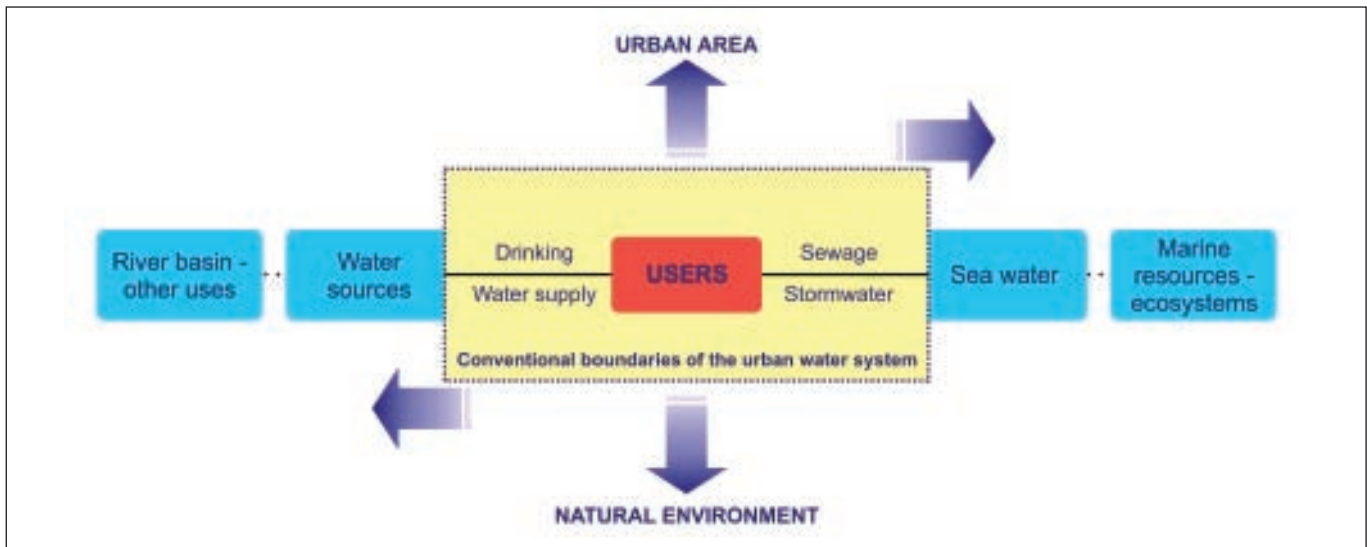 URBAN AREA
River basin -
other uses
Water
sources
Drinking
Water supply
USERS
Sewage
Stormwater
Sea water
Marine
resources -
ecosystems
Conventional boundaries of the urban water system
NATURAL ENVIRONMENT